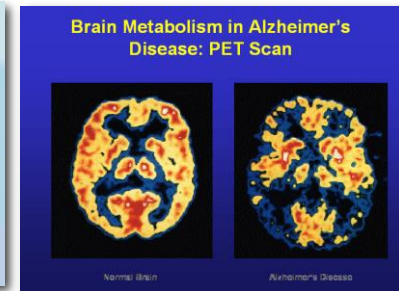 Brain Metabolism in Alzheimer's
Disease: PET Scan
Normal Brain
Alzheimer's Disease